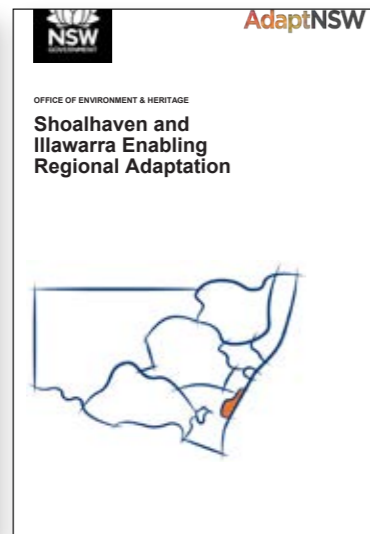 NSW
GOVERNMENT
AdaptNSW
OFFICE OF ENVIRONMENT & HERITAGE
Shoalhaven and
Illawarra Enabling
Regional Adaptation